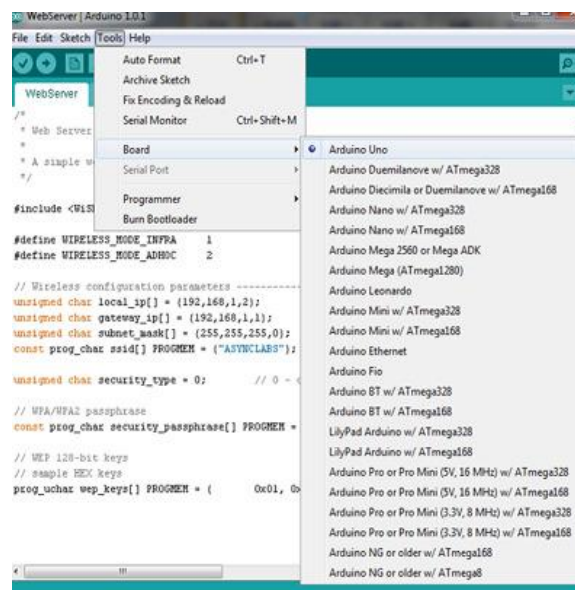 WebServer | Arduino 1.0.1
File Edit Sketch Tools Help
Auto Format Ctrl+T
Archive Sketch
Fix Encoding & Reload
Serial Monitor Ctrl+Shift+M
Board
Serial Port
Programmer
Burn Bootloader
Arduino Uno
Arduino Duemilanove w/ ATmega328
Arduino Diecimila or Duemilanove w/ ATmega168
Arduino Nano w/ ATmega328
Arduino Nano w/ ATmega168
Arduino Mega 2560 or Mega ADK
Arduino Mega (ATmega1280)
Arduino Leonardo
Arduino Mini w/ ATmega328
Arduino Mini w/ ATmega168
Arduino Ethernet
Arduino Fio
Arduino BT w/ ATmega328
Arduino BT w/ ATmega168
LilyPad Arduino w/ ATmega328
LilyPad Arduino w/ ATmega168
Arduino Pro or Pro Mini (5V, 16 MHz) w/ ATmega328
Arduino Pro or Pro Mini (5V, 16 MHz) w/ ATmega168
Arduino Pro or Pro Mini (3.3V, 8 MHz) w/ ATmega328
Arduino Pro or Pro Mini (3.3V, 8 MHz) w/ ATmega168
Arduino NG or older w/ ATmega168
Arduino NG or older w/ ATmega8
WebServer
/*
* Web Server
*
* A simple w
*/
#include <WiS
#define WIRELESS_MODE_INFRA 1
#define WIRELESS_MODE_ADHOC 2
// Wireless configuration parameters ----------
unsigned char local_ip[] = {192,168,1,2};
unsigned char gateway_ip[] = {192,168,1,1};
unsigned char subnet_mask[] = {255,255,255,0};
const prog_char ssid[] PROGMEM = {"ASYNCLABS"};
unsigned char security_type = 0; // 0 - o
// WPA/WPA2 passphrase
const prog_char security_passphrase[] PROGMEM =
// WEP 128-bit keys
// sample HEX keys
prog_uchar wep_keys[] PROGMEM = { 0x01, 0x